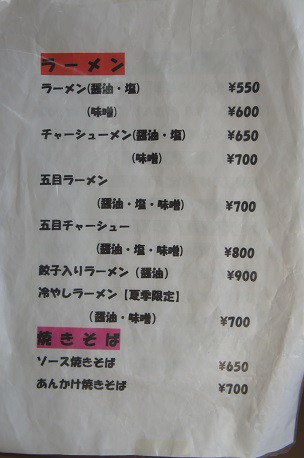 ラーメン
ラーメン(醤油・塩) ¥550
(味噌) ¥600
チャーシューメン(醤油・塩) ¥650
(味噌) ¥700
五目ラーメン
(醤油・塩・味噌) ¥700
五目チャーシュー
(醤油・塩・味噌) ¥800
餃子入りラーメン(醤油) ¥900
冷やしラーメン【夏季限定】
(醤油・味噌) ¥700
焼きそば
ソース焼きそば ¥650
あんかけ焼きそば ¥700